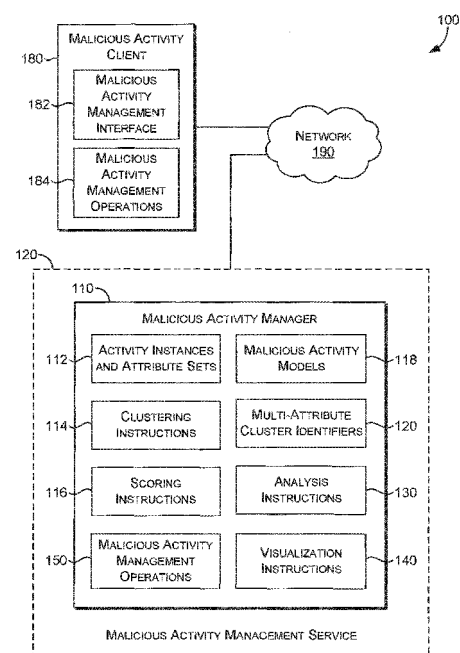 100
MALICIOUS ACTIVITY
CLIENT
180
MALICIOUS
ACTIVITY
MANAGEMENT
INTERFACE
182
MALICIOUS
ACTIVITY
MANAGEMENT
OPERATIONS
184
NETWORK
190
120
110
MALICIOUS ACTIVITY MANAGER
112
ACTIVITY INSTANCES
AND ATTRIBUTE SETS
MALICIOUS ACTIVITY
MODELS
118
114
CLUSTERING
INSTRUCTIONS
MULTI-ATTRIBUTE
CLUSTER IDENTIFIERS
120
116
SCORING
INSTRUCTIONS
ANALYSIS
INSTRUCTIONS
130
150
MALICIOUS ACTIVITY
MANAGEMENT
OPERATIONS
VISUALIZATION
INSTRUCTIONS
140
MALICIOUS ACTIVITY MANAGEMENT SERVICE